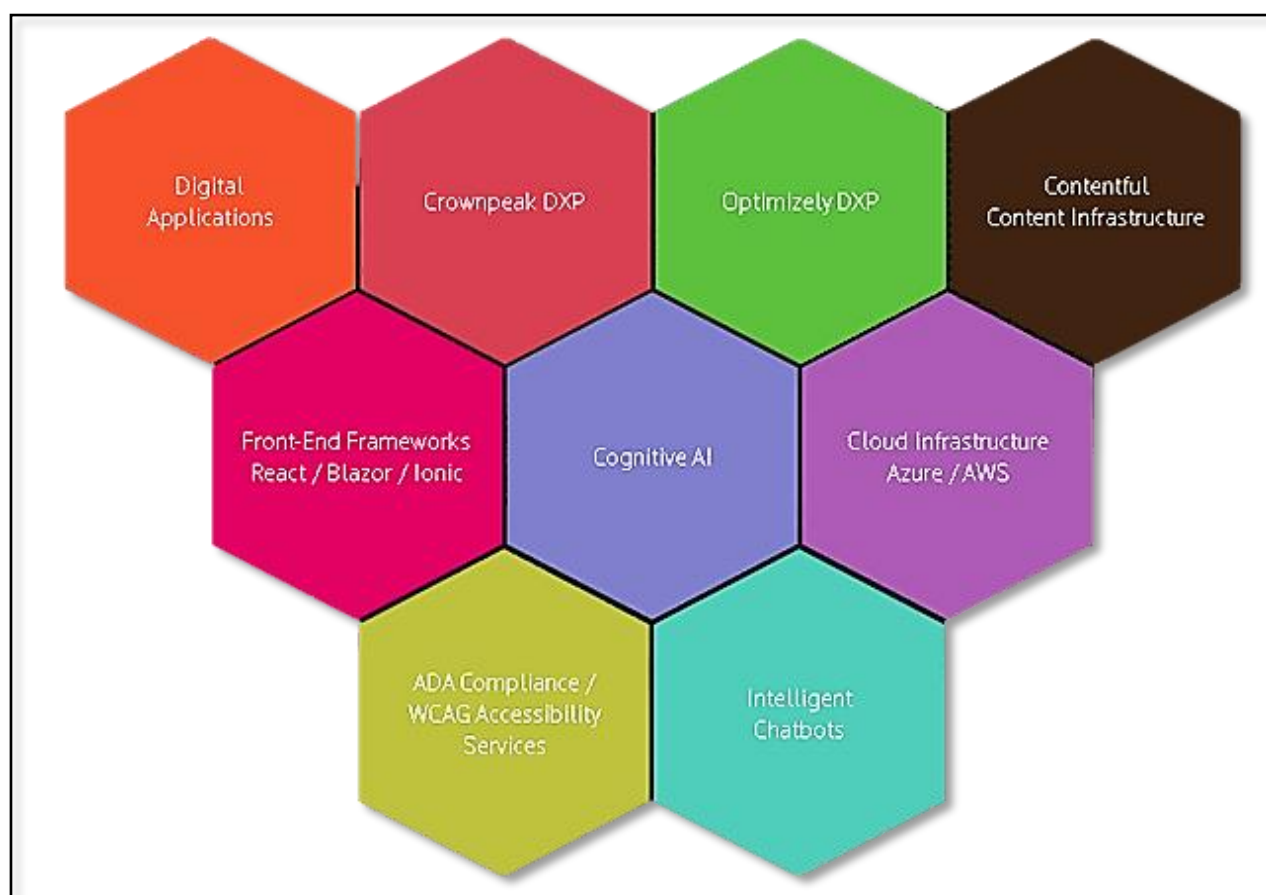 Digital
Applications
Crownpeak DXP
Optimizely DXP
Contentful
Content Infrastructure
Front-End Frameworks
React / Blazor / Ionic
Cognitive AI
Cloud Infrastructure
Azure / AWS
ADA Compliance /
WCAG Accessibility
Services
Intelligent
Chatbots